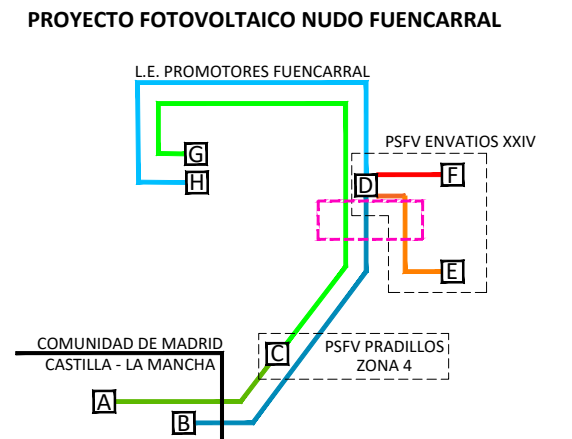 PROYECTO FOTOVOLTAICO NUDO FUENCARRAL
L.E. PROMOTORES FUENCARRAL
PSFV ENVATIOS XXIV
G
F
H
D
E
COMUNIDAD DE MADRID
CASTILLA - LA MANCHA
C
PSFV PRADILLOS
ZONA 4
A
B